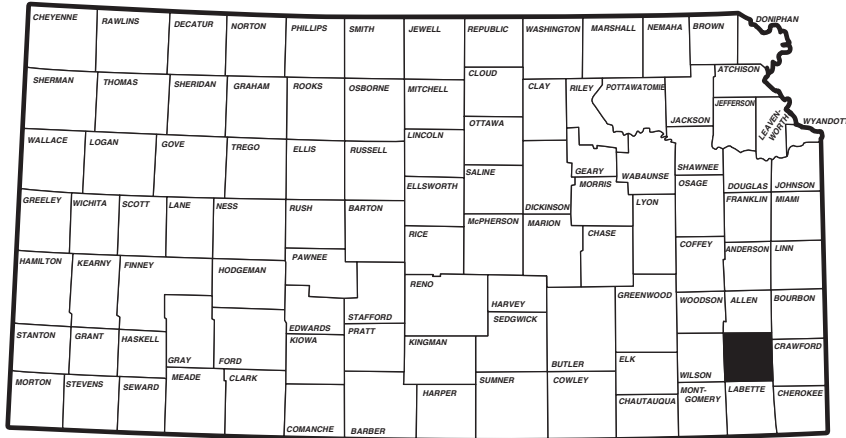 CHEYENNE
RAWLINS
DECATUR
NORTON
PHILLIPS
SMITH
JEWELL
REPUBLIC
WASHINGTON
MARSHALL
NEMAHA
BROWN
DONIPHAN
SHERMAN
THOMAS
SHERIDAN
GRAHAM
ROOKS
OSBORNE
MITCHELL
CLOUD
CLAY
RILEY
POTTAWATOMIE
ATCHISON
JACKSON
JEFFERSON
LEAVEN-
WORTH
WYANDOTT
WALLACE
LOGAN
GOVE
TREGO
ELLIS
RUSSELL
LINCOLN
OTTAWA
SALINE
ELLSWORTH
DICKINSON
GEARY
MORRIS
WABAUNSE
SHAWNEE
OSAGE
DOUGLAS
JOHNSON
GREELEY
WICHITA
SCOTT
LANE
NESS
RUSH
BARTON
RICE
McPHERSON
MARION
CHASE
LYON
COFFEY
FRANKLIN
MIAMI
ANDERSON
LINN
HAMILTON
KEARNY
FINNEY
HODGEMAN
PAWNEE
STAFFORD
RENO
HARVEY
SEDGWICK
GREENWOOD
WOODSON
ALLEN
BOURBON
STANTON
GRANT
HASKELL
GRAY
FORD
EDWARDS
KIOWA
PRATT
KINGMAN
BUTLER
ELK
WILSON
CRAWFORD
MORTON
STEVENS
SEWARD
MEADE
CLARK
COMANCHE
BARBER
HARPER
SUMNER
COWLEY
CHAUTAUQUA
MONT-
GOMERY
LABETTE
CHEROKEE